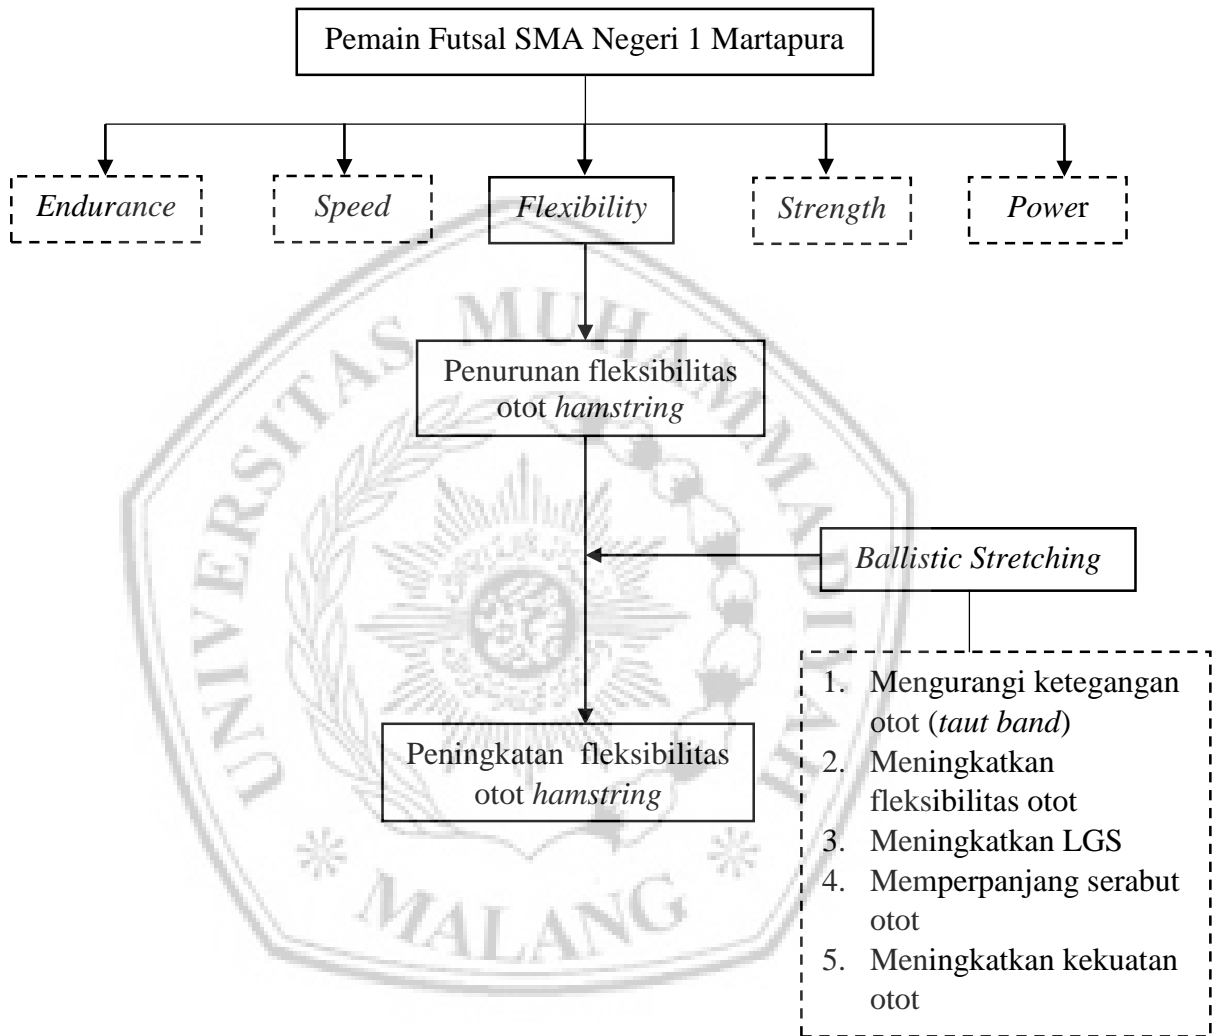 Pemain Futsal SMA Negeri 1 Martapura
Endurance
Speed
Flexibility
Strength
Power
Penurunan fleksibilitas
otot hamstring
Ballistic Stretching
1. Mengurangi ketegangan
otot (taut band)
2. Meningkatkan
fleksibilitas otot
3. Meningkatkan LGS
4. Memperpanjang serabut
otot
5. Meningkatkan kekuatan
otot
Peningkatan fleksibilitas
otot hamstring
UNIVERSITAS MUHAMMADIYAH
MALANG